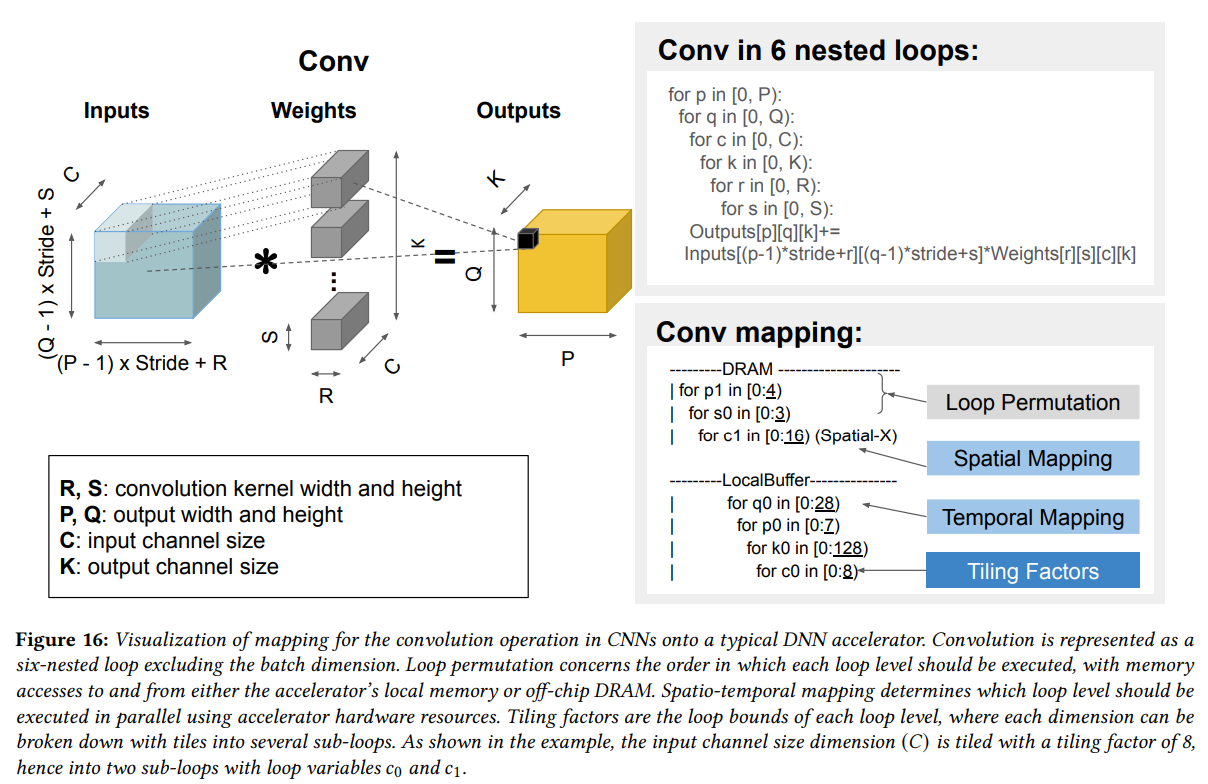 Conv
Inputs
Weights
Outputs
C
K
(Q - 1) x Stride + S
*
K
=
Q
...
S
(P - 1) x Stride + R
C
P
R
R, S: convolution kernel width and height
P, Q: output width and height
C: input channel size
K: output channel size
Conv in 6 nested loops:
for p in [0, P):
for q in [0, Q):
for c in [0, C):
for k in [0, K):
for r in [0, R):
for s in [0, S):
Outputs[p][q][k]+=
Inputs[(p-1)*stride+r][(q-1)*stride+s]*Weights[r][s][c][k]
Conv mapping:
---------DRAM ---------------------
| for p1 in [0:4)
| for s0 in [0:3)
| for c1 in [0:16) (Spatial-X)
---------LocalBuffer---------------
| for q0 in [0:28)
| for p0 in [0:7)
| for k0 in [0:128)
| for c0 in [0:8)
Loop Permutation
Spatial Mapping
Temporal Mapping
Tiling Factors
Figure 16: Visualization of mapping for the convolution operation in CNNs onto a typical DNN accelerator. Convolution is represented as a
six-nested loop excluding the batch dimension. Loop permutation concerns the order in which each loop level should be executed, with memory
accesses to and from either the accelerator's local memory or off-chip DRAM. Spatio-temporal mapping determines which loop level should be
executed in parallel using accelerator hardware resources. Tiling factors are the loop bounds of each loop level, where each dimension can be
broken down with tiles into several sub-loops. As shown in the example, the input channel size dimension (C) is tiled with a tiling factor of 8,
hence into two sub-loops with loop variables c0 and c1.